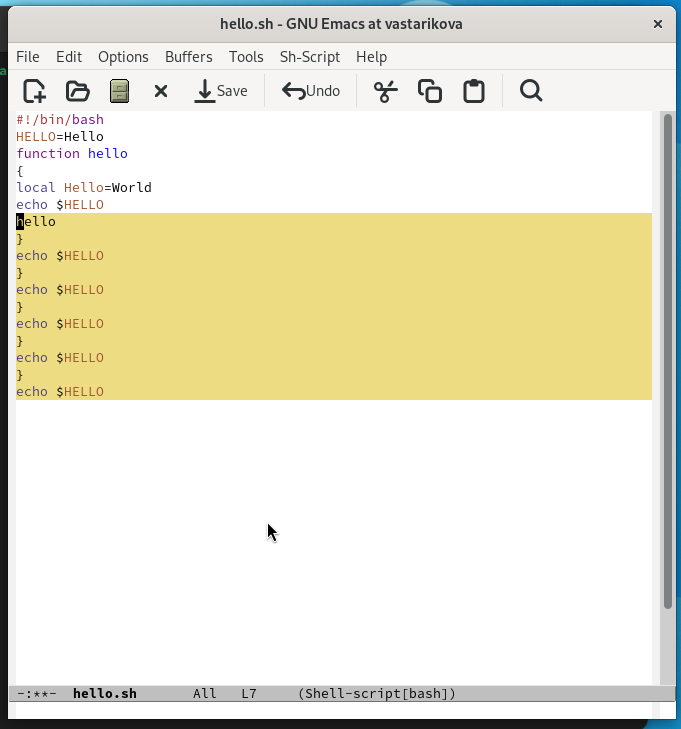 hello.sh - GNU Emacs at vastarikova
File Edit Options Buffers Tools Sh-Script Help
Save Undo
#!/bin/bash
HELLO=Hello
function hello
{
local Hello=World
echo $HELLO
hello
}
echo $HELLO
}
echo $HELLO
}
echo $HELLO
}
echo $HELLO
}
echo $HELLO
-:**- hello.sh All L7 (Shell-script[bash])